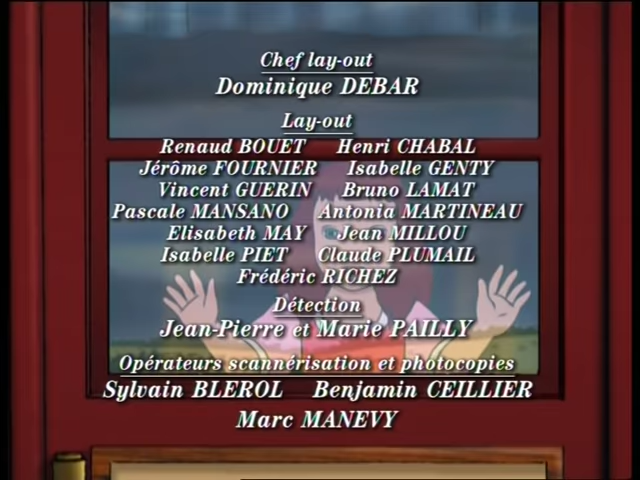 Chef lay-out
Dominique DEBAR
Lay-out
Renaud BOUET Henri CHABAL
Jérôme FOURNIER Isabelle GENTY
Vincent GUERIN Bruno LAMAT
Pascale MANSANO Antonia MARTINEAU
Elisabeth MAY Jean MILLOU
Isabelle PIET Claude PLUMAIL
Frédéric RICHEZ
Détection
Jean-Pierre et Marie PAILLY
Opérateurs scannérisation et photocopies
Sylvain BLEROL Benjamin CEILLIER
Marc MANEVY